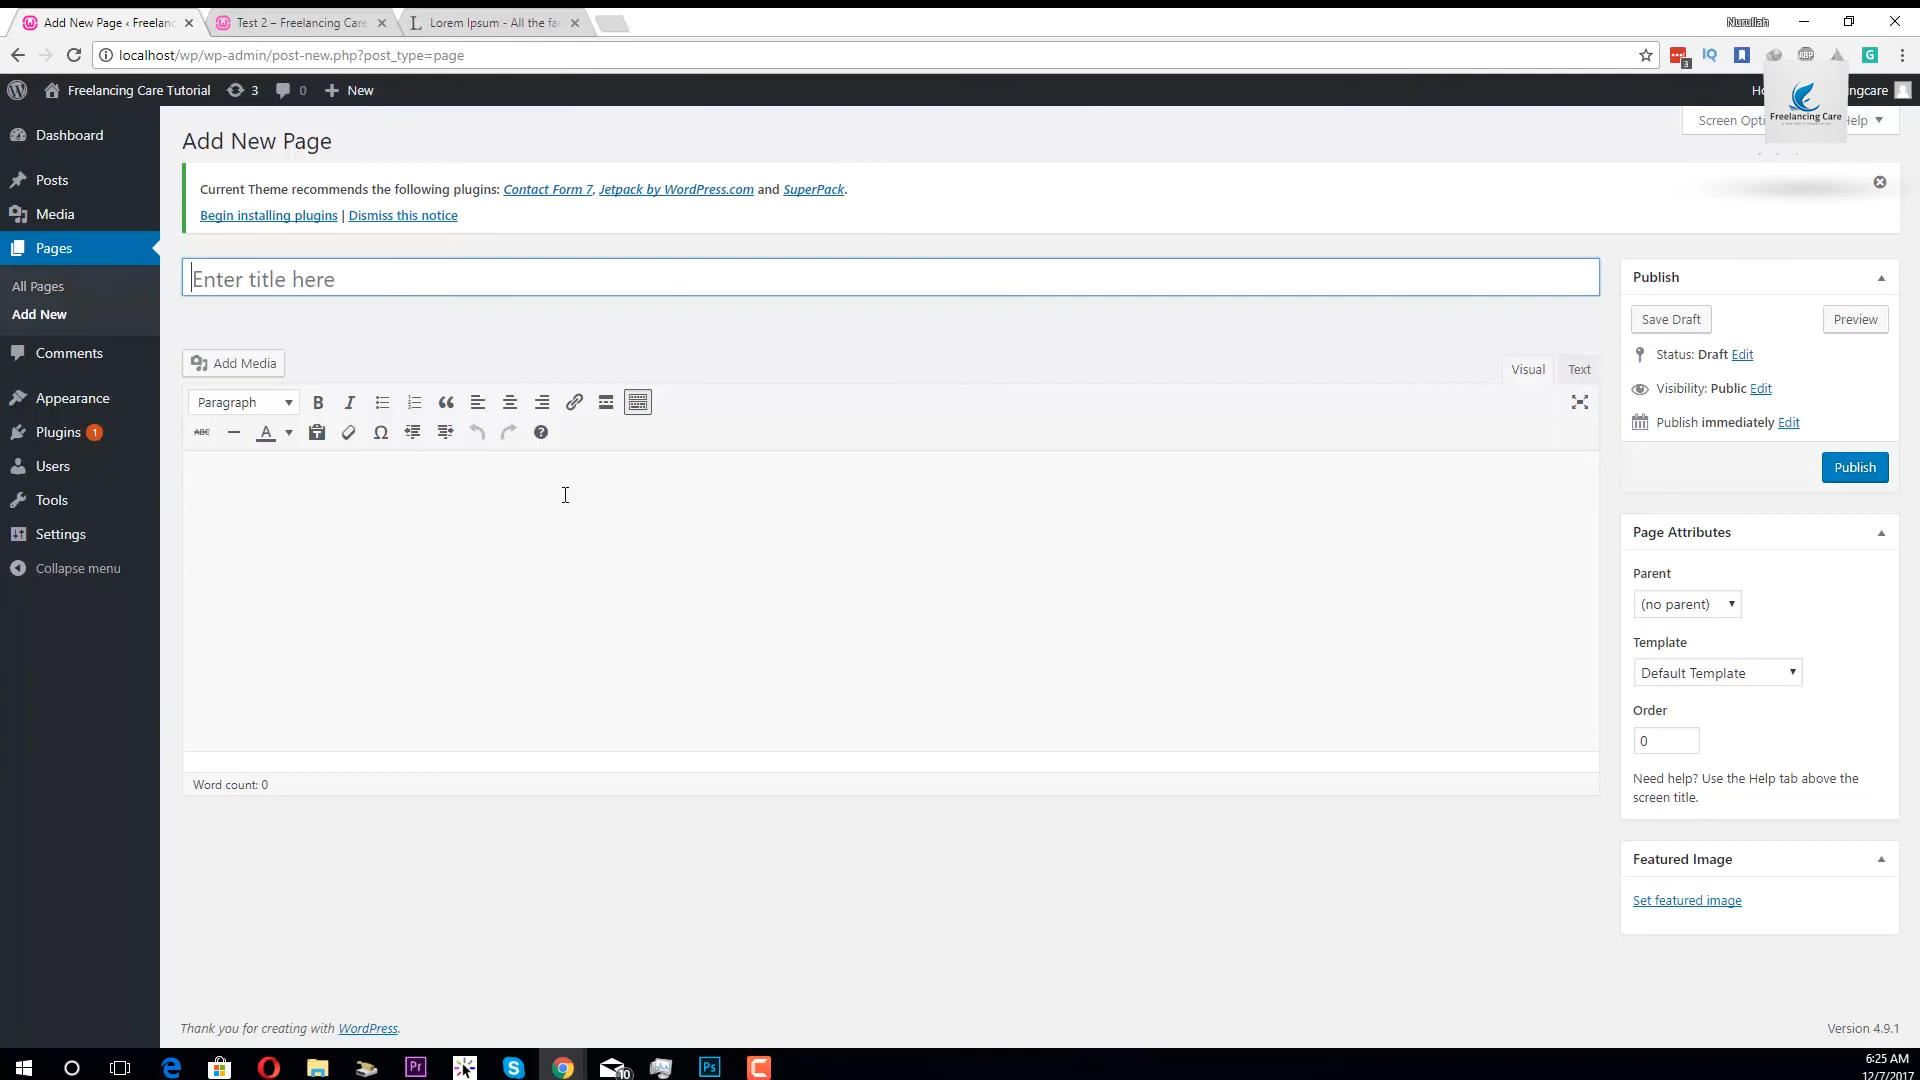 Add New Page ‹ Freelanc
Test 2 – Freelancing Care
Lorem Ipsum - All the fa
Nurullah
localhost/wp/wp-admin/post-new.php?post_type=page
Freelancing Care Tutorial
3
0
New
ingcare
Dashboard
Posts
Media
Pages
All Pages
Add New
Comments
Appearance
Plugins 1
Users
Tools
Settings
Collapse menu
Freelancing Care
Add New Page
Current Theme recommends the following plugins: Contact Form 7, Jetpack by WordPress.com and SuperPack.
Begin installing plugins | Dismiss this notice
Enter title here
Add Media
Visual
Text
Paragraph
B
I
ABC
A
Word count: 0
Publish
Save Draft
Preview
Status: Draft Edit
Visibility: Public Edit
Publish immediately Edit
Publish
Page Attributes
Parent
(no parent)
Template
Default Template
Order
0
Need help? Use the Help tab above the
screen title.
Featured Image
Set featured image
Thank you for creating with WordPress.
Version 4.9.1
Pr
Ps
10
6:25 AM
12/7/2017